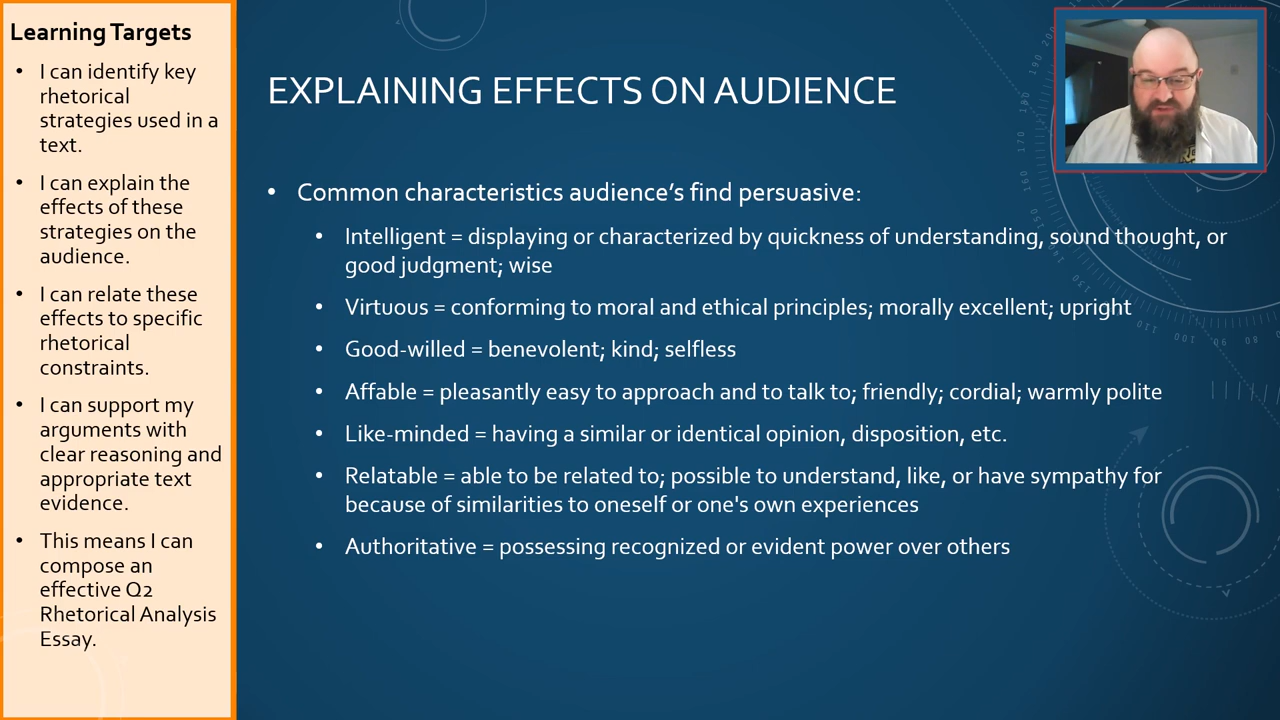 Learning Targets
• I can identify key
rhetorical
strategies used in a
text.
• I can explain the
effects of these
strategies on the
audience.
• I can relate these
effects to specific
rhetorical
constraints.
• I can support my
arguments with
clear reasoning and
appropriate text
evidence.
• This means I can
compose an
effective Q2
Rhetorical Analysis
Essay.
EXPLAINING EFFECTS ON AUDIENCE
• Common characteristics audience's find persuasive:
• Intelligent = displaying or characterized by quickness of understanding, sound thought, or
good judgment; wise
• Virtuous = conforming to moral and ethical principles; morally excellent; upright
• Good-willed = benevolent; kind; selfless
• Affable = pleasantly easy to approach and to talk to; friendly; cordial; warmly polite
• Like-minded = having a similar or identical opinion, disposition, etc.
• Relatable = able to be related to; possible to understand, like, or have sympathy for
because of similarities to oneself or one's own experiences
• Authoritative = possessing recognized or evident power over others